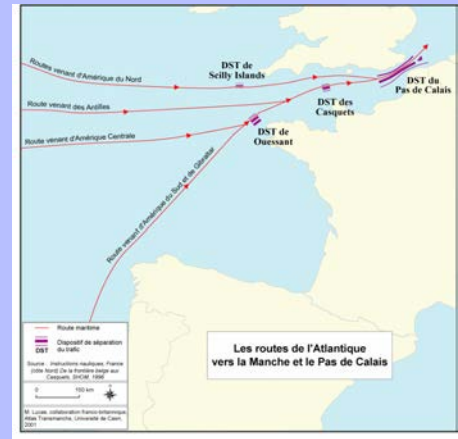 Routes venant d'Amérique du Nord
DST de
Scilly Islands
DST du
Pas de Calais
Route venant des Antilles
DST des
Casquets
Route venant d'Amérique Centrale
DST de
Ouessant
Route venant d'Amérique du Sud et de Gibraltar
Route maritime
DST
Dispositif de séparation
du trafic
Source : Instructions nautiques, France
(côte Nord) De la frontière belge aux
Casquets, SHOM, 1996
0 150 km
M. Lucas, collaboration franco-britannique,
Atlas Transmanche, Université de Caen,
2001
Les routes de l'Atlantique
vers la Manche et le Pas de Calais